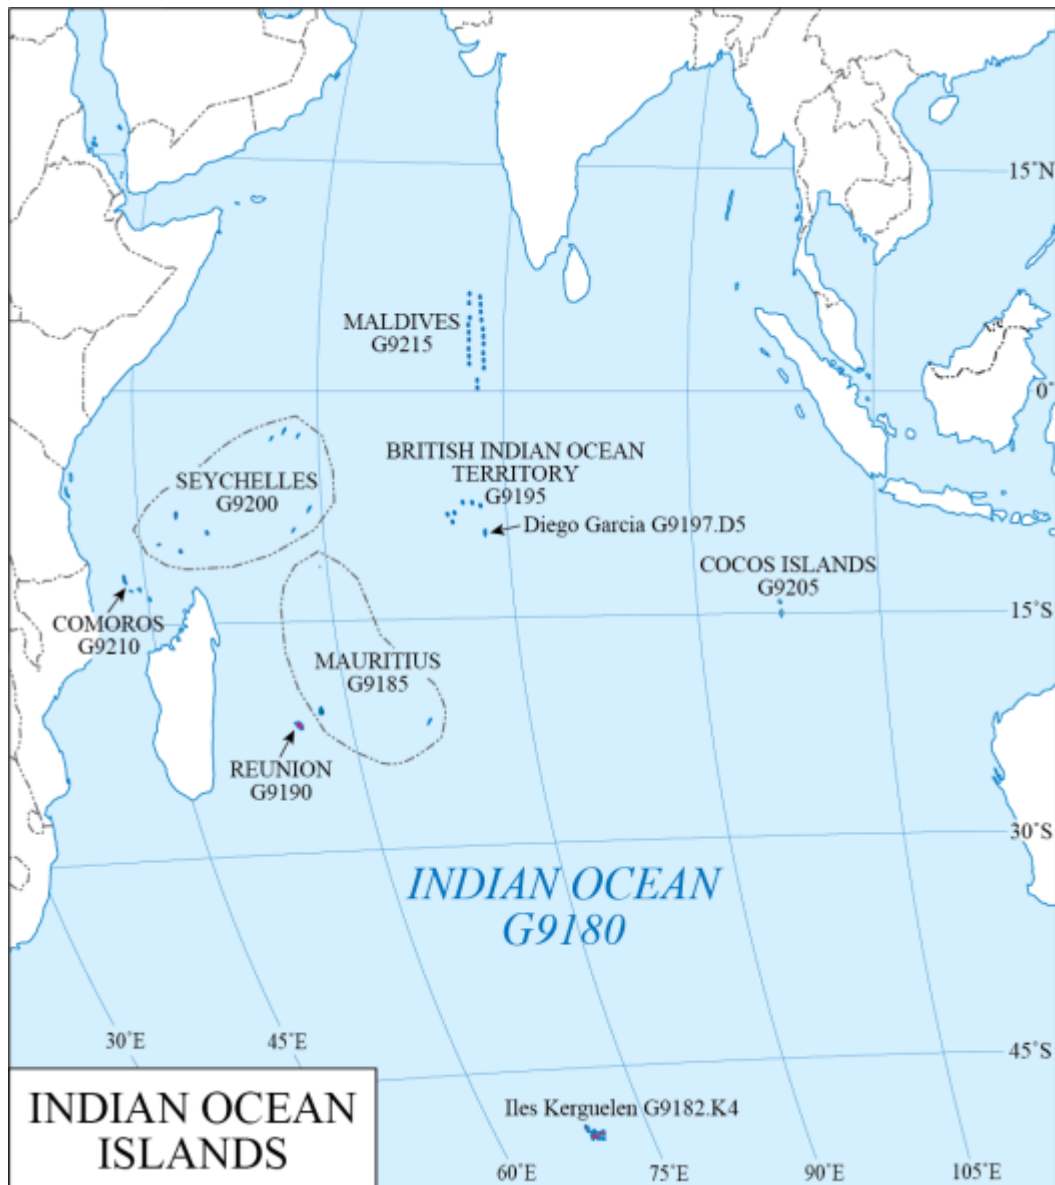 15°N
MALDIVES
G9215
0°
BRITISH INDIAN OCEAN
TERRITORY
G9195
SEYCHELLES
G9200
Diego Garcia G9197.D5
COCOS ISLANDS
G9205
COMOROS
G9210
15°S
MAURITIUS
G9185
REUNION
G9190
30°S
INDIAN OCEAN
G9180
30°E
45°E
45°S
INDIAN OCEAN
ISLANDS
Iles Kerguelen G9182.K4
60°E
75°E
90°E
105°E